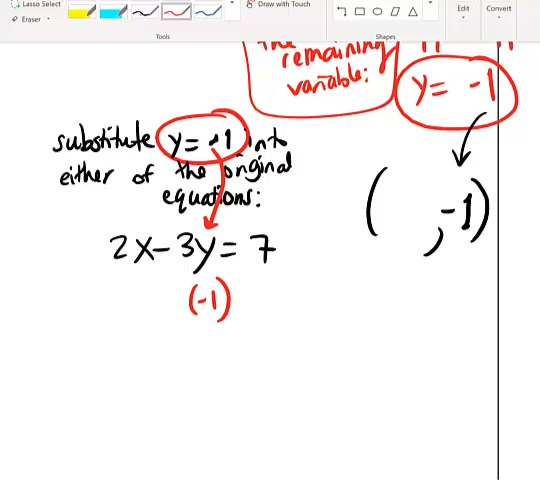 Lasso Select
Eraser
Tools
Draw with Touch
Shapes
Edit
Convert
remaining
variable:
y = -1
substitute y = -1 into
either of the original
equations:
( , -1)
2x - 3y = 7
(-1)